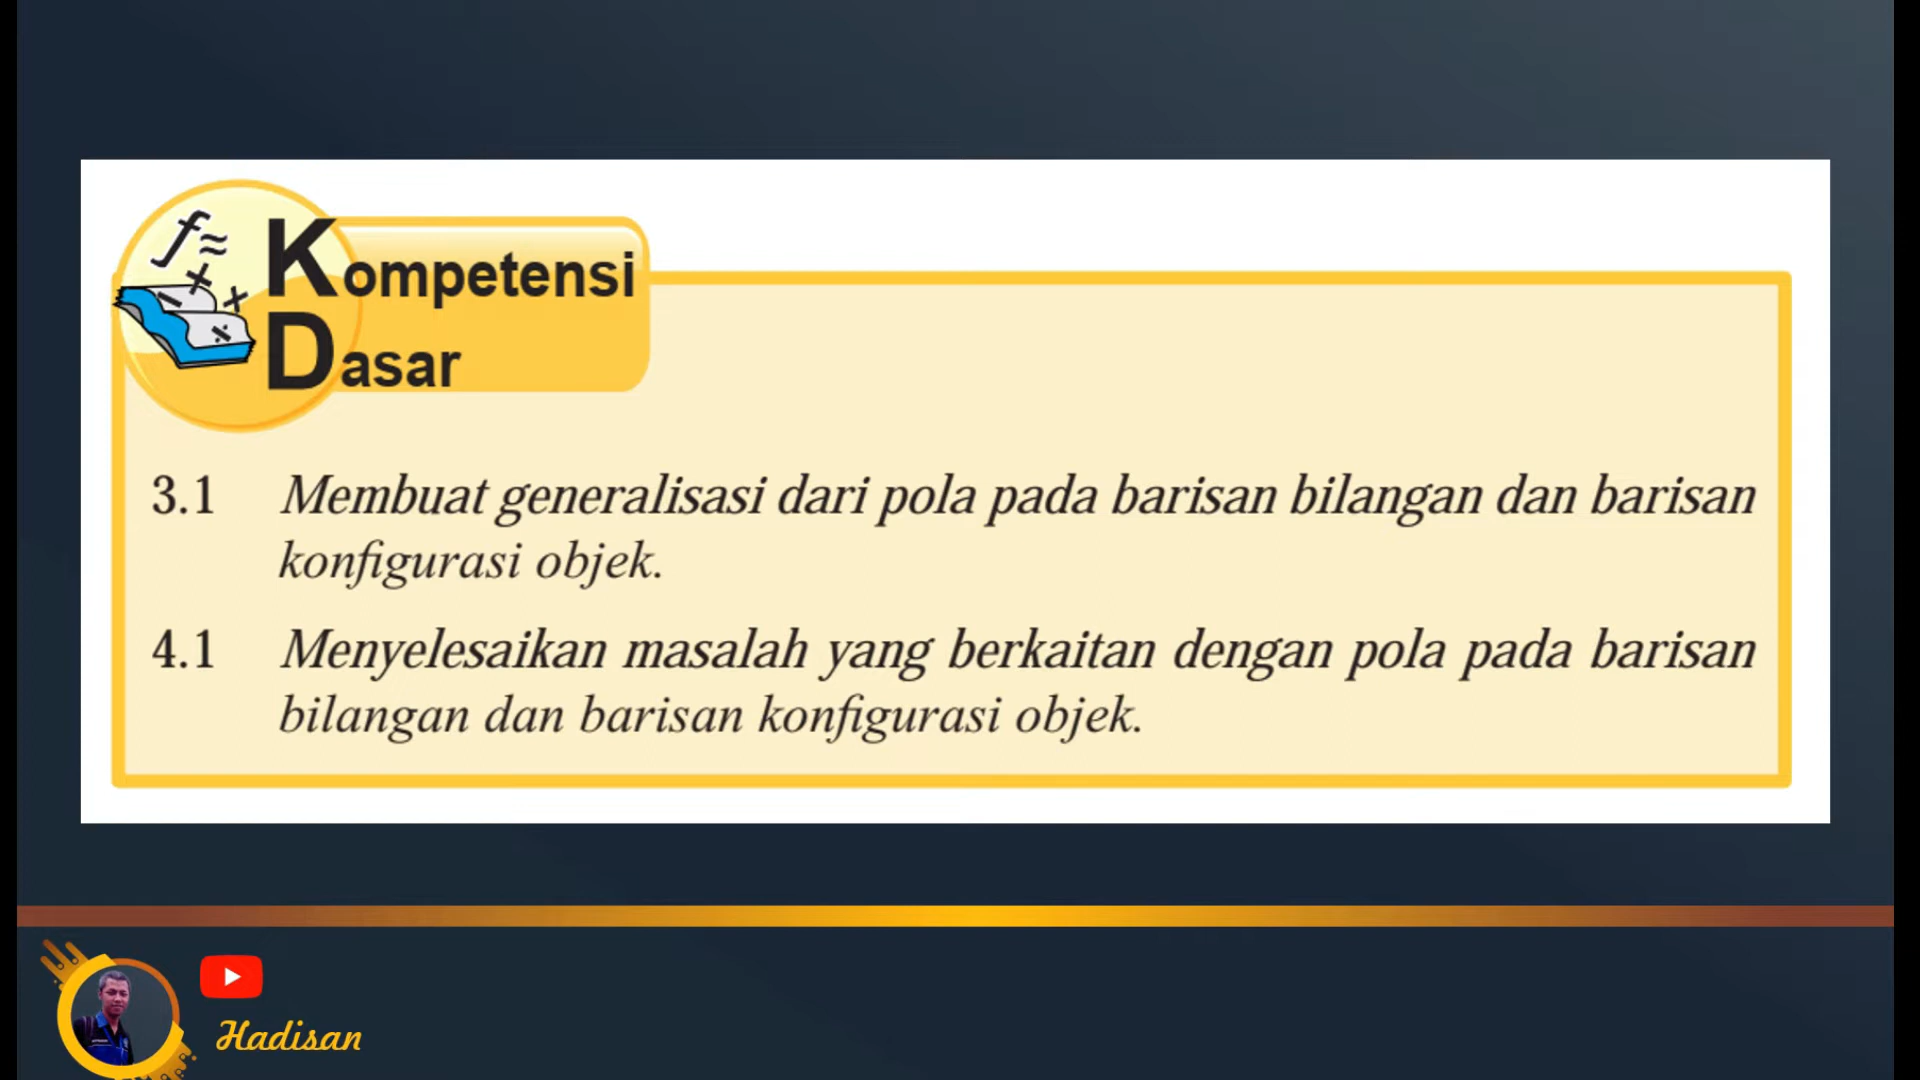 Kompetensi
Dasar
3.1 Membuat generalisasi dari pola pada barisan bilangan dan barisan
konfigurasi objek.
4.1 Menyelesaikan masalah yang berkaitan dengan pola pada barisan
bilangan dan barisan konfigurasi objek.
Hadisan